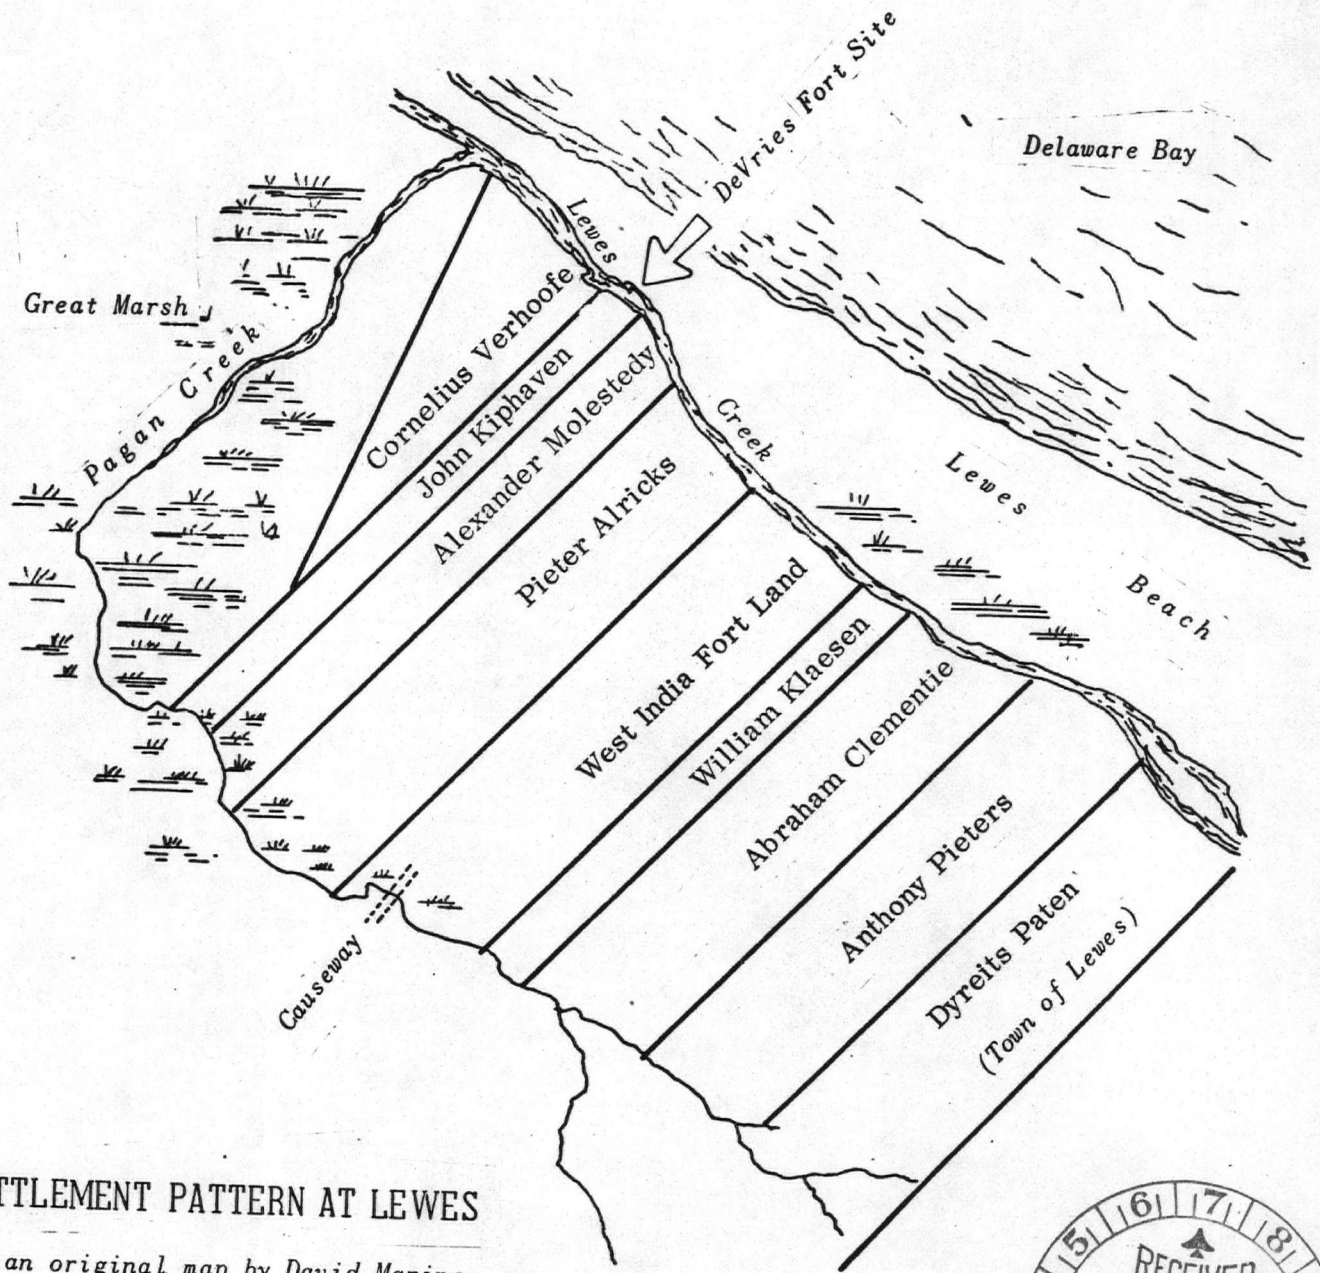 DeVries Fort Site
Delaware Bay
Great Marsh
Pagan Creek
Lewes
Creek
Cornelius Verhoofe
John Kiphaven
Alexander Molestedy
Pieter Alricks
West India Fort Land
William Klaesen
Abraham Clementie
Anthony Pieters
Dyreits Paten
(Town of Lewes)
Lewes
Beach
Causeway
TTLEMENT PATTERN AT LEWES
an original map by David
5 6 7 8
RECEIVED